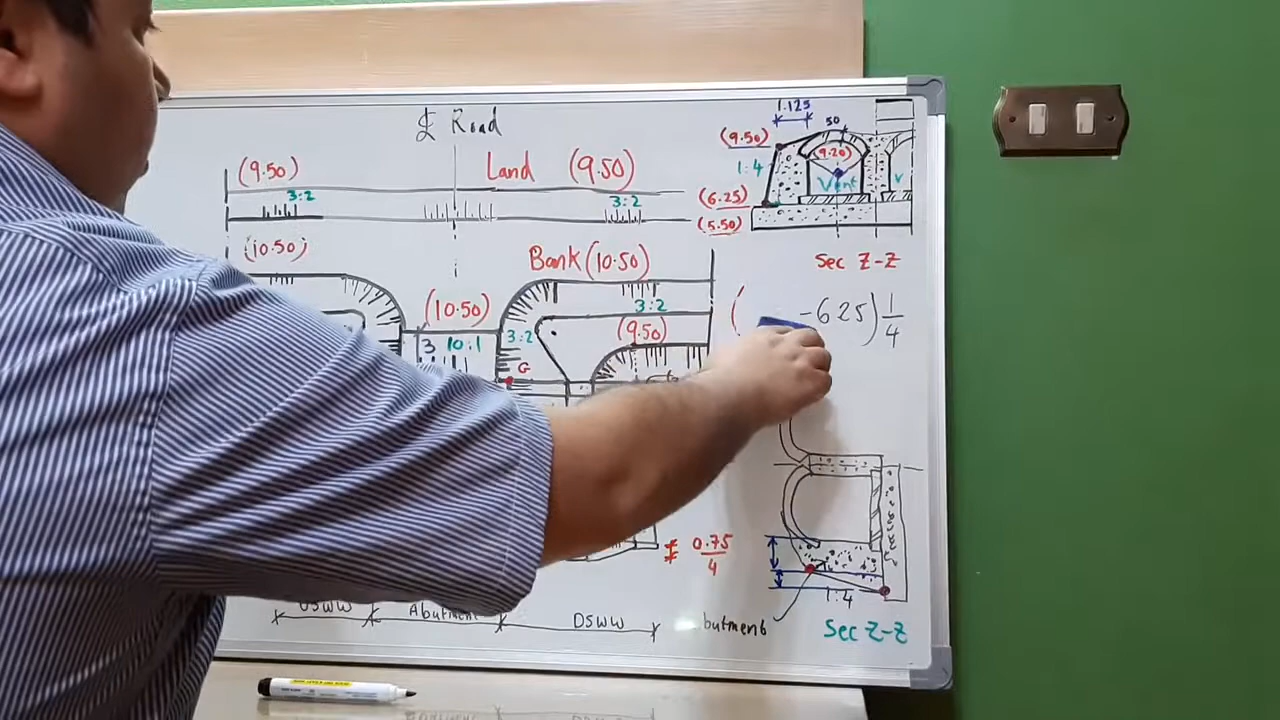 ℄ Road
1.125
50
(9.50)
(9.20)
1:4
Vent
V
(6.25)
(5.50)
Sec Z-Z
(9.50)
Land (9.50)
3:2
3:2
(10.50)
Bank (10.50)
(10.50)
3:2
3 10:1
3:2
(9.50)
G
( -6.25) 1/4
0.75/4
1:4
USWW
Abutment
DSWW
butment
Sec Z-Z